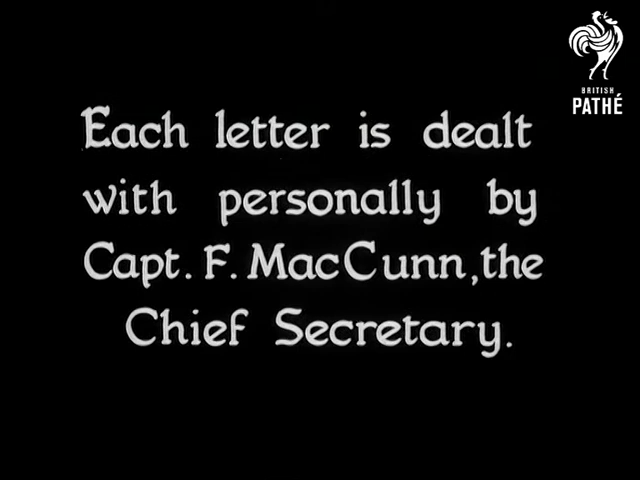 BRITISH
PATHÉ
Each letter is dealt
with personally by
Capt. F. MacCunn, the
Chief Secretary.